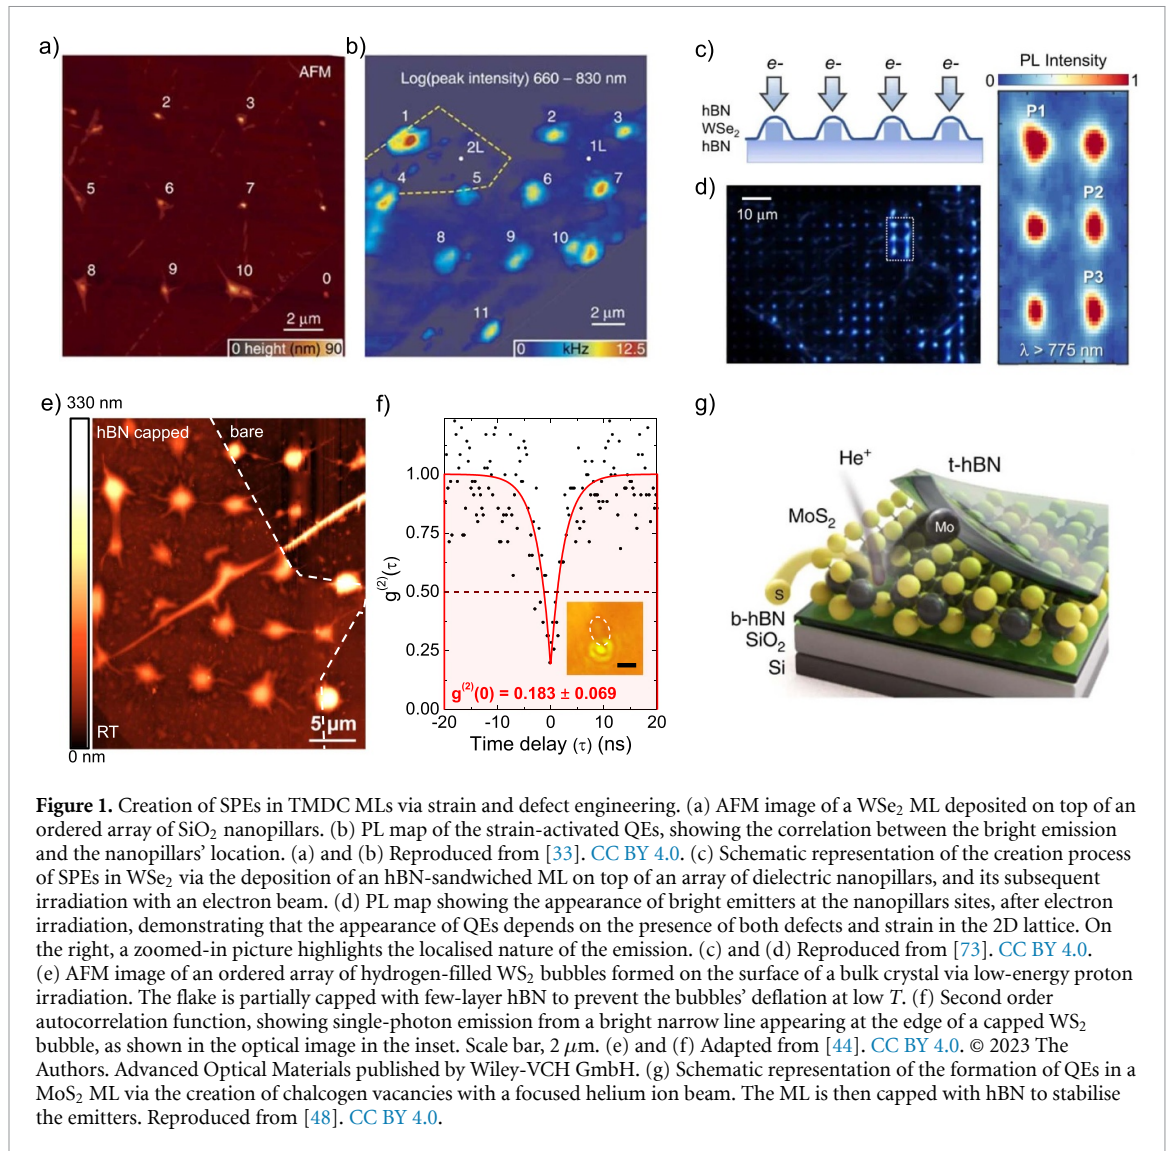 a)
AFM
2
3
5
6
7
8
9
10
0
2 μm
0 height (nm) 90
b)
Log(peak intensity) 660 – 830 nm
1
2
3
2L
1L
4
5
6
7
8
9
10
11
2 μm
0 kHz 12.5
c)
e- e- e- e-
hBN
WSe₂
hBN
PL Intensity
0 1
P1
P2
P3
λ > 775 nm
d)
10 μm
e)
330 nm
hBN capped
bare
5 μm
RT
0 nm
f)
g⁽²⁾(τ)
1.00
0.75
0.50
0.25
0.00
g⁽²⁾(0) = 0.183 ± 0.069
-20 -10 0 10 20
Time delay (τ) (ns)
g)
He⁺
t-hBN
MoS₂
Mo
S
b-hBN
SiO₂
Si
Figure 1. Creation of SPEs in TMDC MLs via strain and defect engineering. (a) AFM image of a WSe₂ ML deposited on top of an
ordered array of SiO₂ nanopillars. (b) PL map of the strain-activated QEs, showing the correlation between the bright emission
and the nanopillars' location. (a) and (b) Reproduced from [33]. CC BY 4.0. (c) Schematic representation of the creation process
of SPEs in WSe₂ via the deposition of an hBN-sandwiched ML on top of an array of dielectric nanopillars, and its subsequent
irradiation with an electron beam. (d) PL map showing the appearance of bright emitters at the nanopillars sites, after electron
irradiation, demonstrating that the appearance of QEs depends on the presence of both defects and strain in the 2D lattice. On
the right, a zoomed-in picture highlights the localised nature of the emission. (c) and (d) Reproduced from [73]. CC BY 4.0.
(e) AFM image of an ordered array of hydrogen-filled WS₂ bubbles formed on the surface of a bulk crystal via low-energy proton
irradiation. The flake is partially capped with few-layer hBN to prevent the bubbles' deflation at low T. (f) Second order
autocorrelation function, showing single-photon emission from a bright narrow line appearing at the edge of a capped WS₂
bubble, as shown in the optical image in the inset. Scale bar, 2 μm. (e) and (f) Adapted from [44]. CC BY 4.0. © 2023 The
Authors. Advanced Optical Materials published by Wiley-VCH GmbH. (g) Schematic representation of the formation of QEs in a
MoS₂ ML via the creation of chalcogen vacancies with a focused helium ion beam. The ML is then capped with hBN to stabilise
the emitters. Reproduced from [48]. CC BY 4.0.